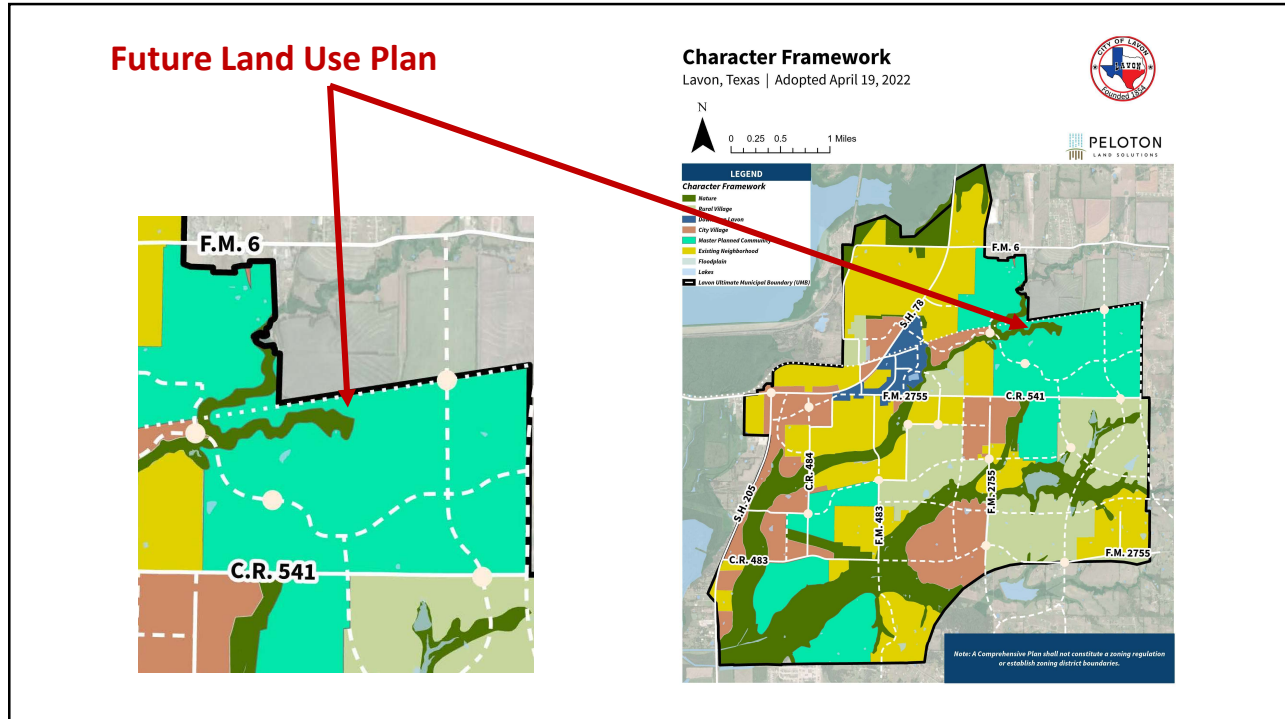 Future Land Use Plan
F.M. 6
C.R. 541
Character Framework
Lavon, Texas | Adopted April 19, 2022
CITY OF LAVON
LAVON
Founded 1854
N
0 0.25 0.5 1 Miles
PELOTON
LAND SOLUTIONS
LEGEND
Character Framework
Nature
Rural Village
Lavon
City Village
Master Planned Community
Existing Neighborhood
Floodplain
Lakes
Lavon Ultimate Municipal Boundary (UMB)
F.M. 6
S.H. 78
F.M. 2755
C.R. 541
C.R. 484
S.H. 205
F.M. 483
F.M. 2755
C.R. 483
F.M. 2755
Note: A Comprehensive Plan shall not constitute a zoning regulation
or establish zoning district boundaries.